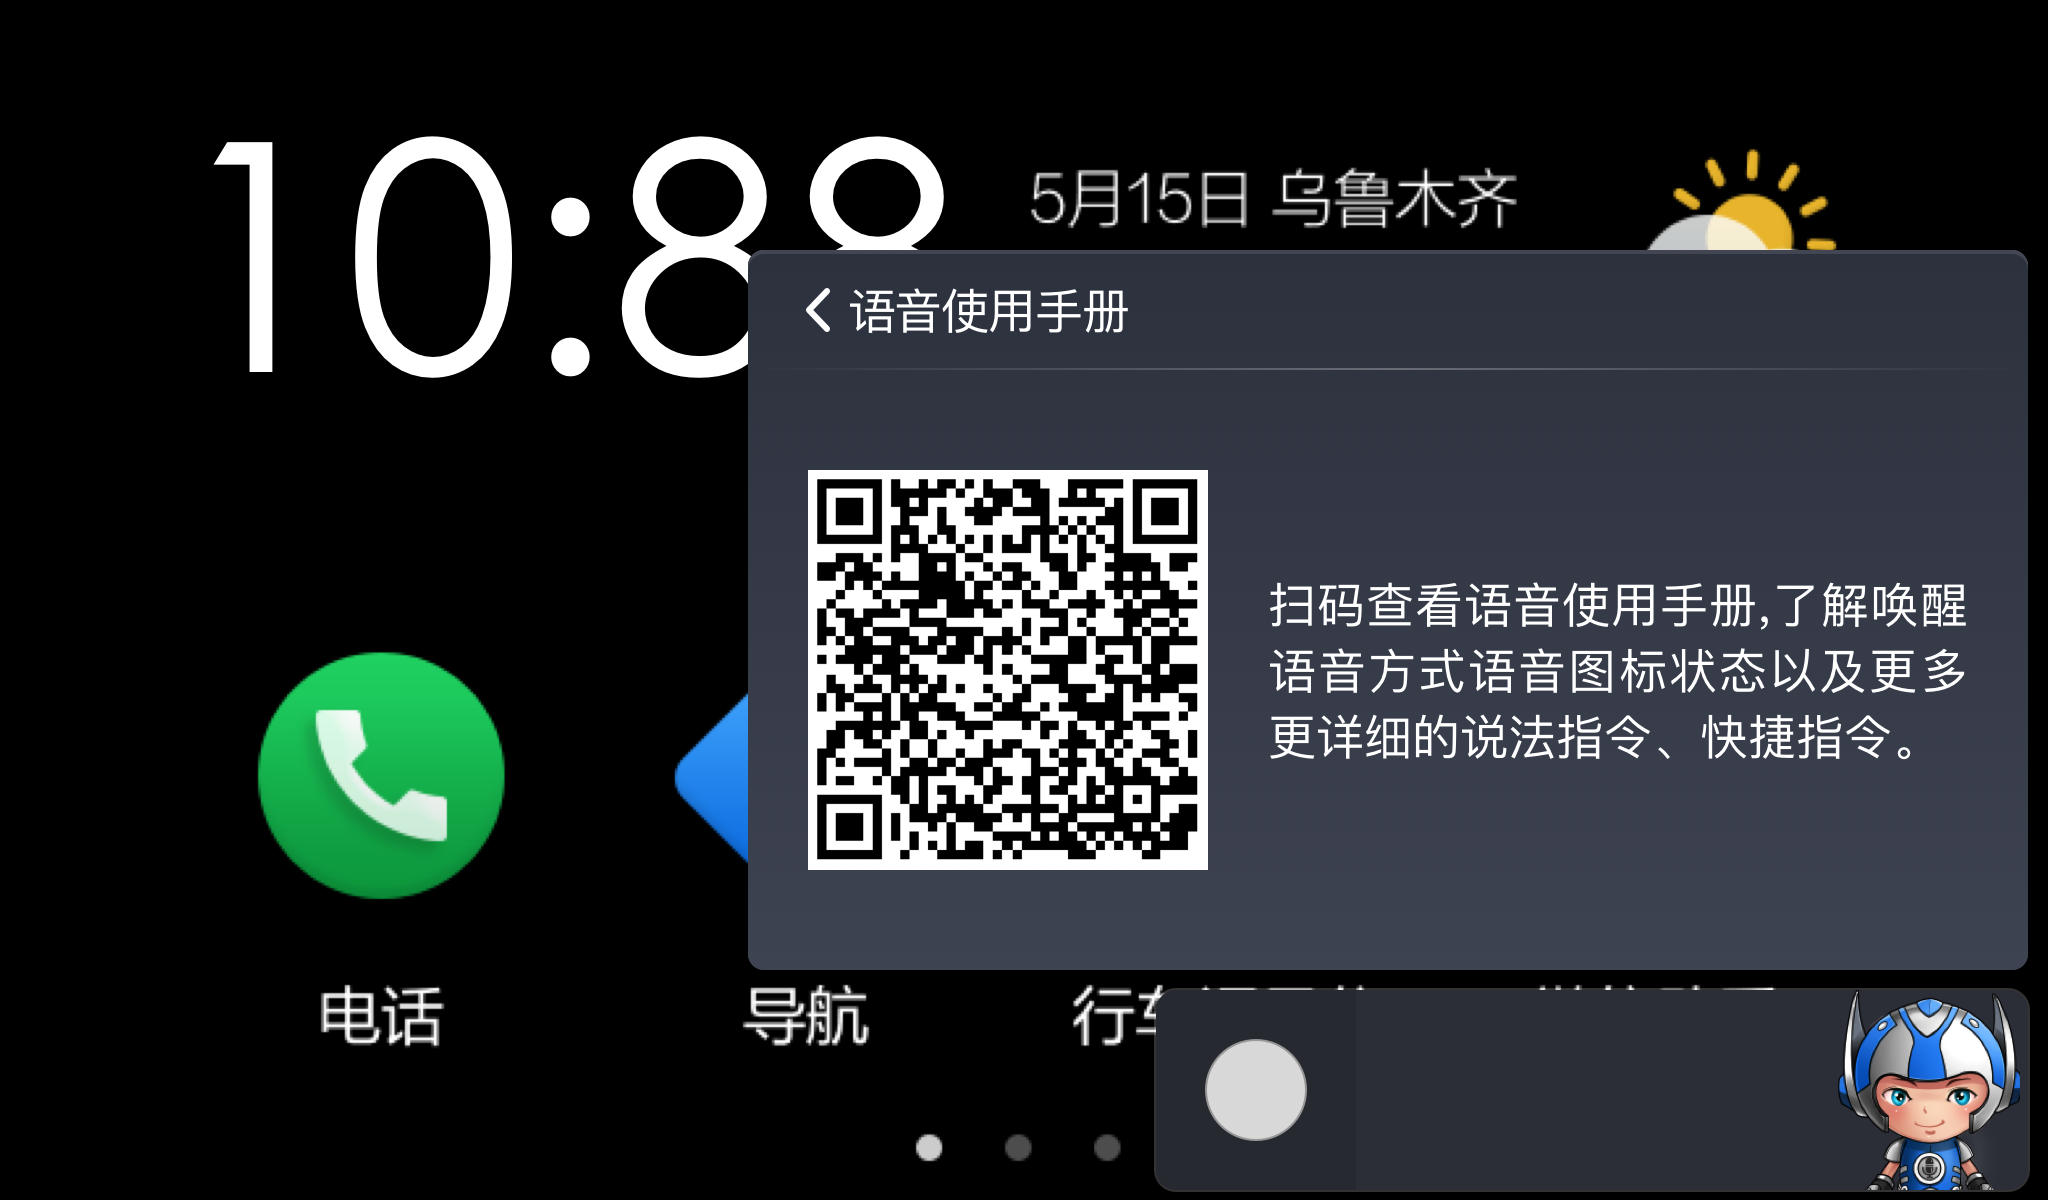 10:88
5月15日 乌鲁木齐
语音使用手册
扫码查看语音使用手册,了解唤醒
语音方式语音图标状态以及更多
更详细的说法指令、快捷指令。
电话
导航
行车